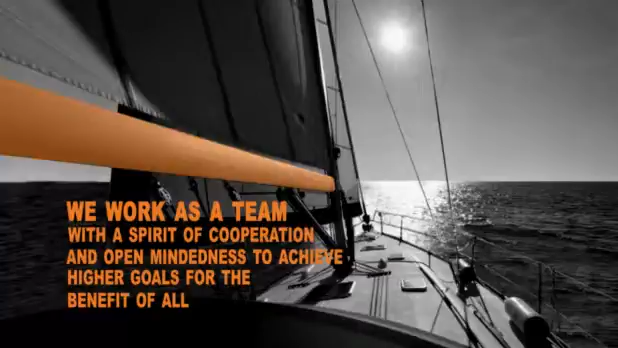 WE WORK AS A TEAM
WITH A SPIRIT OF COOPERATION
AND OPEN MINDEDNESS TO ACHIEVE
HIGHER GOALS FOR THE
BENEFIT OF ALL